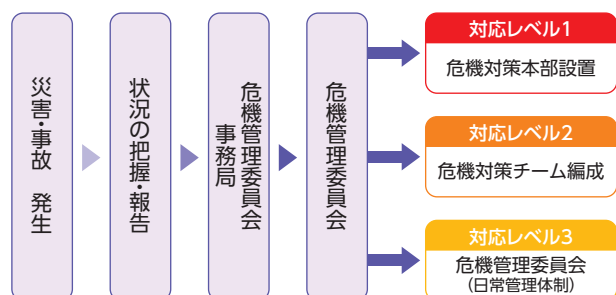 災害・事故 発生
状況の把握・報告
危機管理委員会
事務局
危機管理委員会
対応レベル1
危機対策本部設置
対応レベル2
危機対策チーム編成
対応レベル3
危機管理委員会
(日常管理体制)